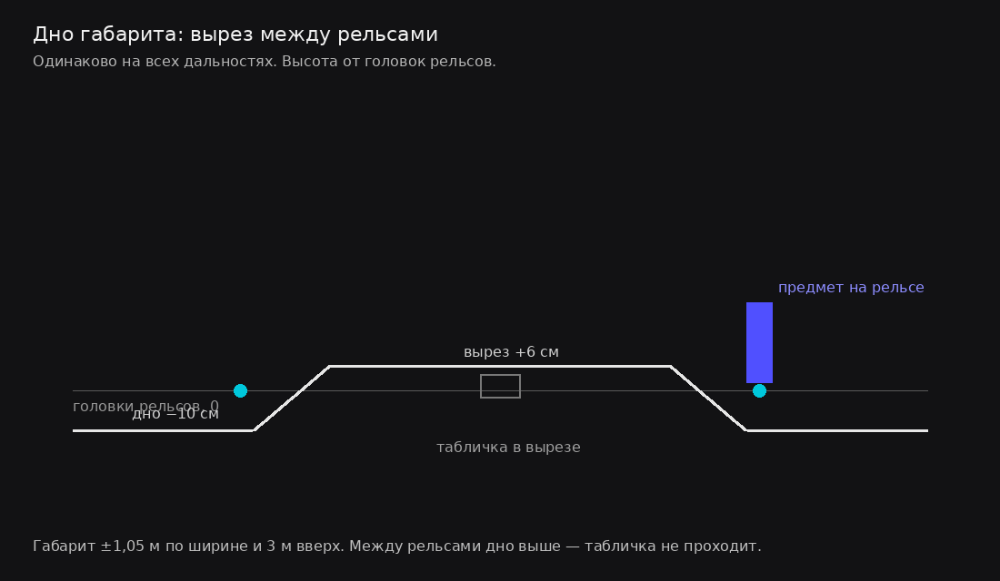 Дно габарита: вырез между рельсами
Одинаково на всех дальностях. Высота от головок рельсов.
предмет на рельсе
вырез +6 см
головки рельсов, 0
дно −10 см
табличка в вырезе
Габарит ±1,05 м по ширине и 3 м вверх. Между рельсами дно выше — табличка не проходит.